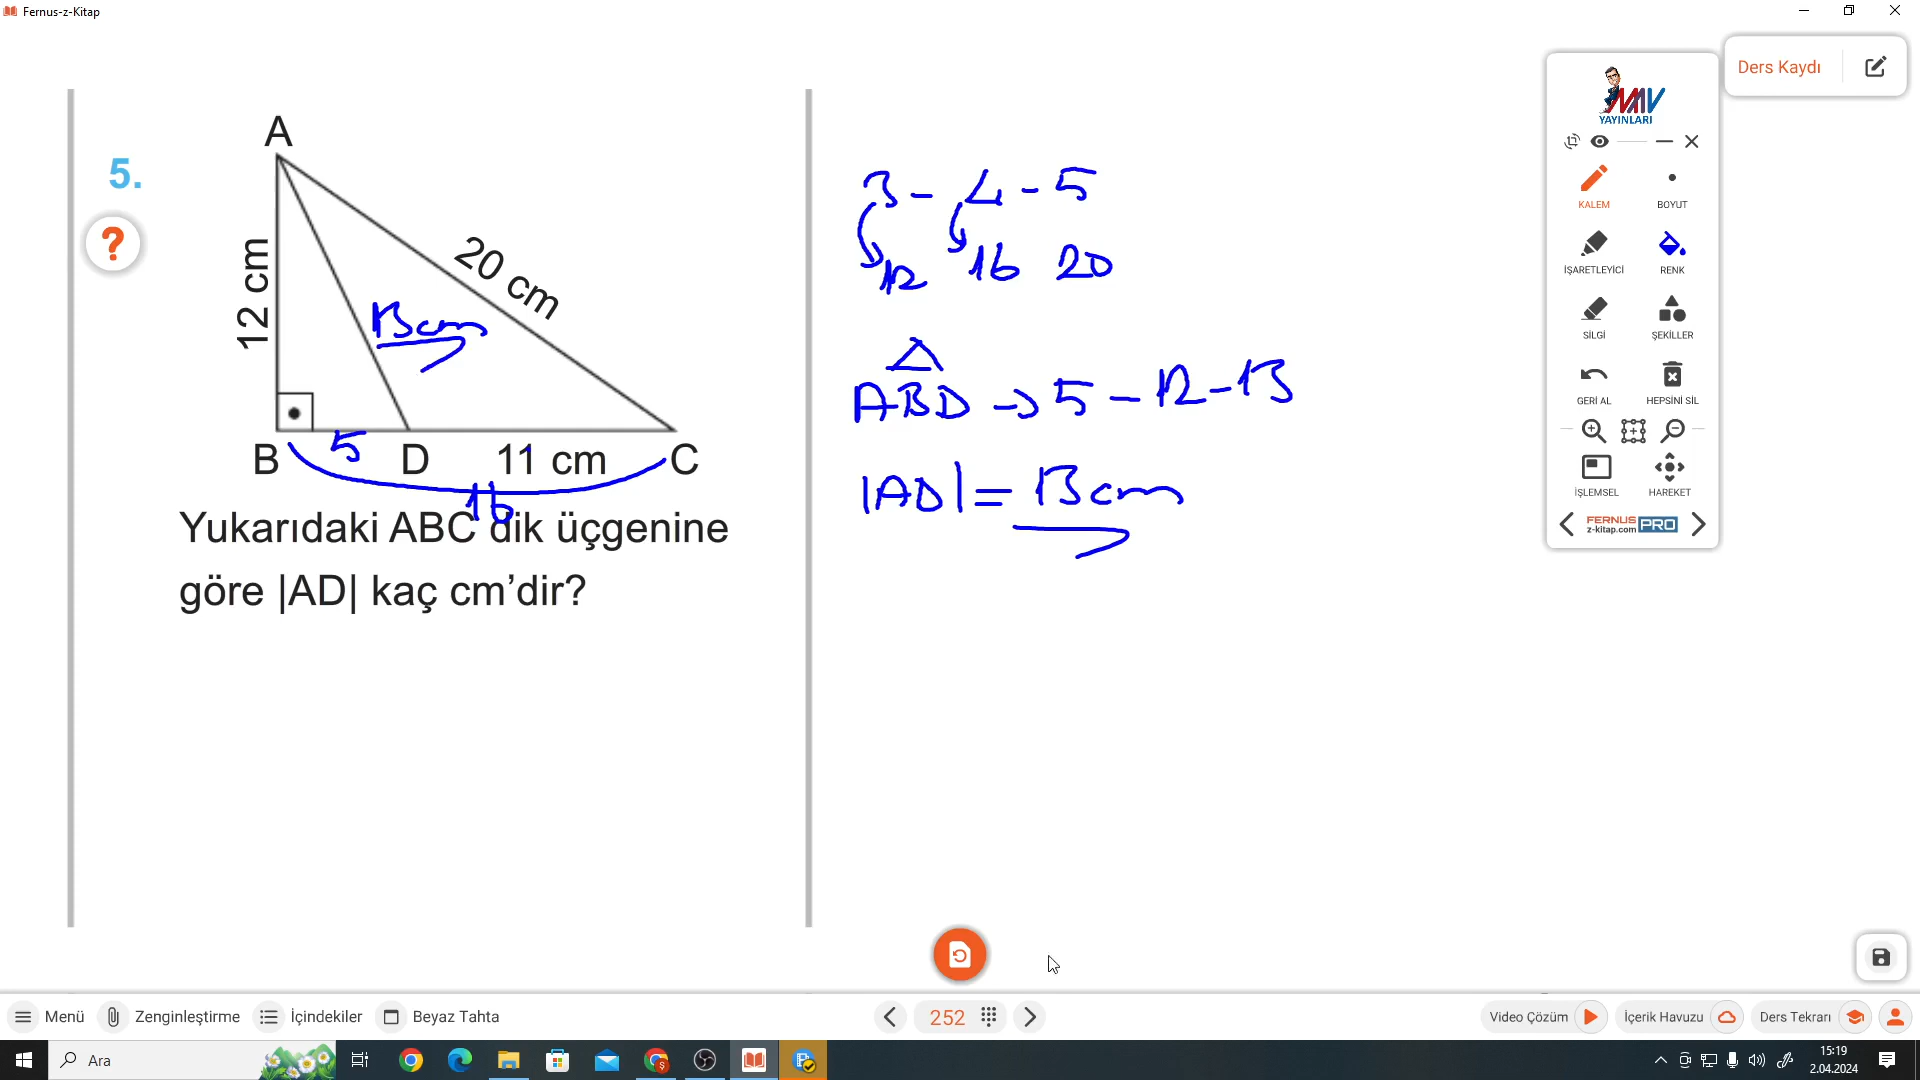 Fernus-z-Kitap
Ders Kaydı
MMV
YAYINLARI
KALEM
BOYUT
İŞARETLEYİCİ
RENK
SİLGİ
ŞEKİLLER
GERİ AL
HEPSİNİ SİL
İŞLEMSEL
HAREKET
FERNUS
z-kitap.com PRO
5.
?
A
12 cm
20 cm
13cm
B
5
D
11 cm
C
16
Yukarıdaki ABC dik üçgenine
göre |AD| kaç cm’dir?
3 - 4 - 5
12 16 20
ABD → 5 - 12 - 13
|AD| = 13cm
Menü
Zenginleştirme
İçindekiler
Beyaz Tahta
252
Video Çözüm
İçerik Havuzu
Ders Tekrarı
Ara
15:19
2.04.2024